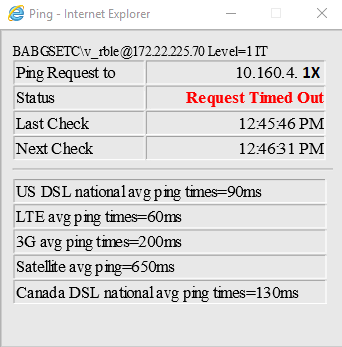 Ping - Internet Explorer
BABGSETC\v_rble@172.22.225.70 Level=1 IT
Ping Request to 10.160.4. 1X
Status Request Timed Out
Last Check 12:45:46 PM
Next Check 12:46:31 PM
US DSL national avg ping times=90ms
LTE avg ping times=60ms
3G avg ping times=200ms
Satellite avg ping=650ms
Canada DSL national avg ping times=130ms